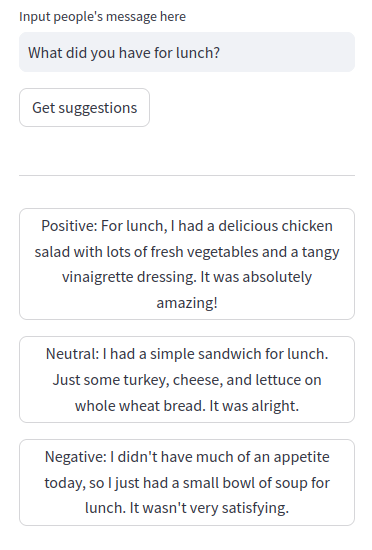 Input people's message here
What did you have for lunch?
Get suggestions
Positive: For lunch, I had a delicious chicken
salad with lots of fresh vegetables and a tangy
vinaigrette dressing. It was absolutely
amazing!
Neutral: I had a simple sandwich for lunch.
Just some turkey, cheese, and lettuce on
whole wheat bread. It was alright.
Negative: I didn't have much of an appetite
today, so I just had a small bowl of soup for
lunch. It wasn't very satisfying.